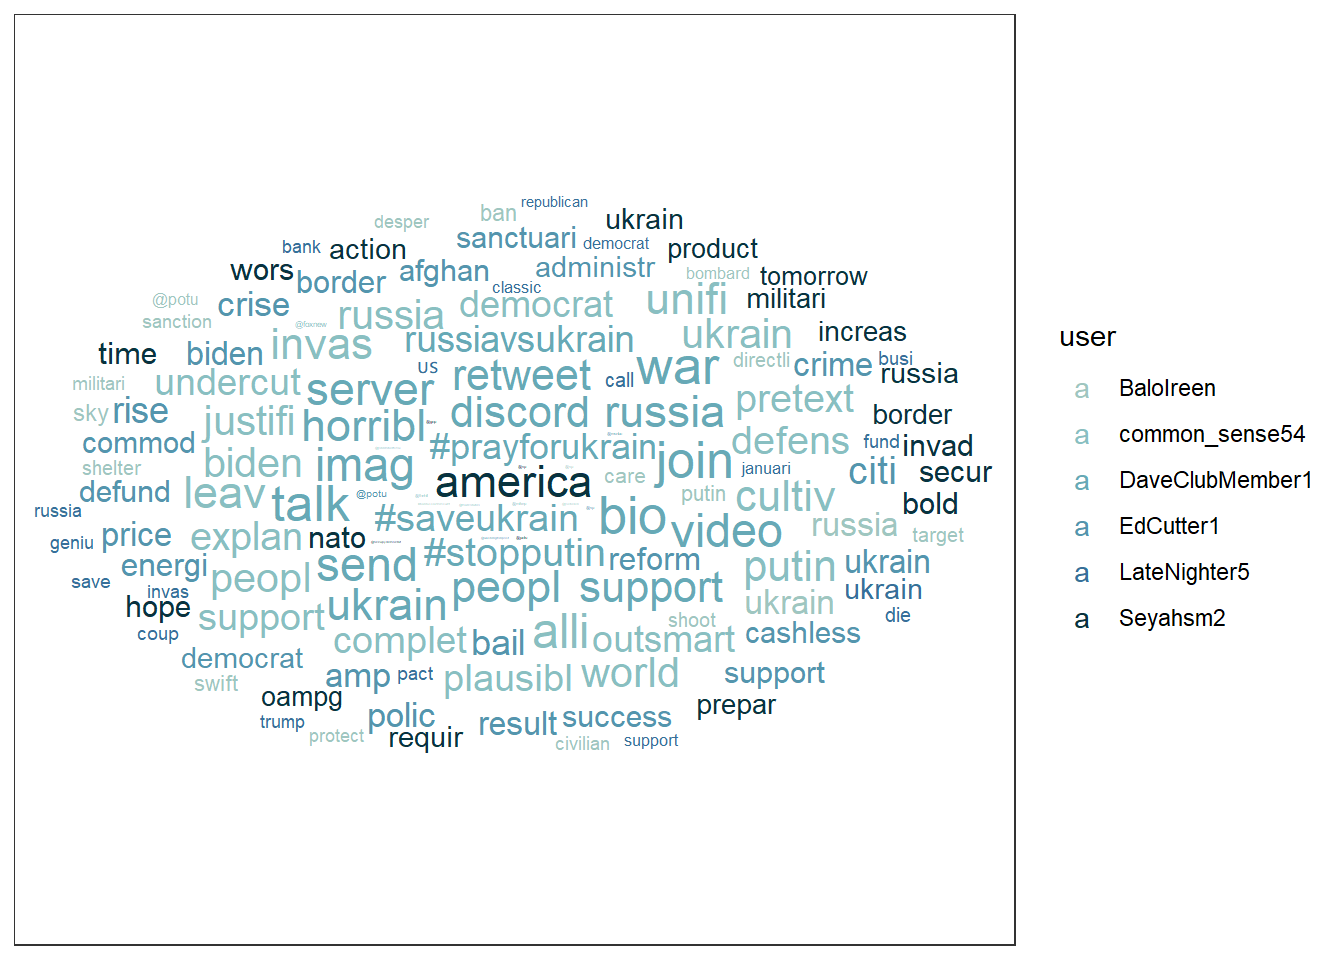 republican
desper
ban
ukrain
bank
action
sanctuari
democrat
product
wors
border
afghan
administr
bombard
tomorrow
@potu
crise
classic
democrat
unifi
militari
sanction
@foxnew
russia
russiavsukrain
ukrain
increas
time
biden
invas
us
retweet
call
war
directli
crime
busi
russia
militari
undercut
server
discord
russia
pretext
border
sky
rise
justifi
horribl
#prayforukrain
defens
fund
invad
commod
biden
imag
america
care
join
januari
citi
secur
shelter
defund
leav
talk
@potu
putin
cultiv
bold
russia
#saveukrain
bio
video
russia
target
geniu
price
explan
nato
#stopputin
reform
putin
ukrain
energi
peopl
send
peopl
support
ukrain
ukrain
save
invas
hope
support
ukrain
shoot
die
coup
complet
bail
alli
outsmart
cashless
democrat
amp
pact
plausibl
world
support
swift
oampg
prepar
trump
polic
result
success
protect
requir
civilian
support
user
a BaloIreen
a common_sense54
a DaveClubMember1
a EdCutter1
a LateNighter5
a Seyahsm2